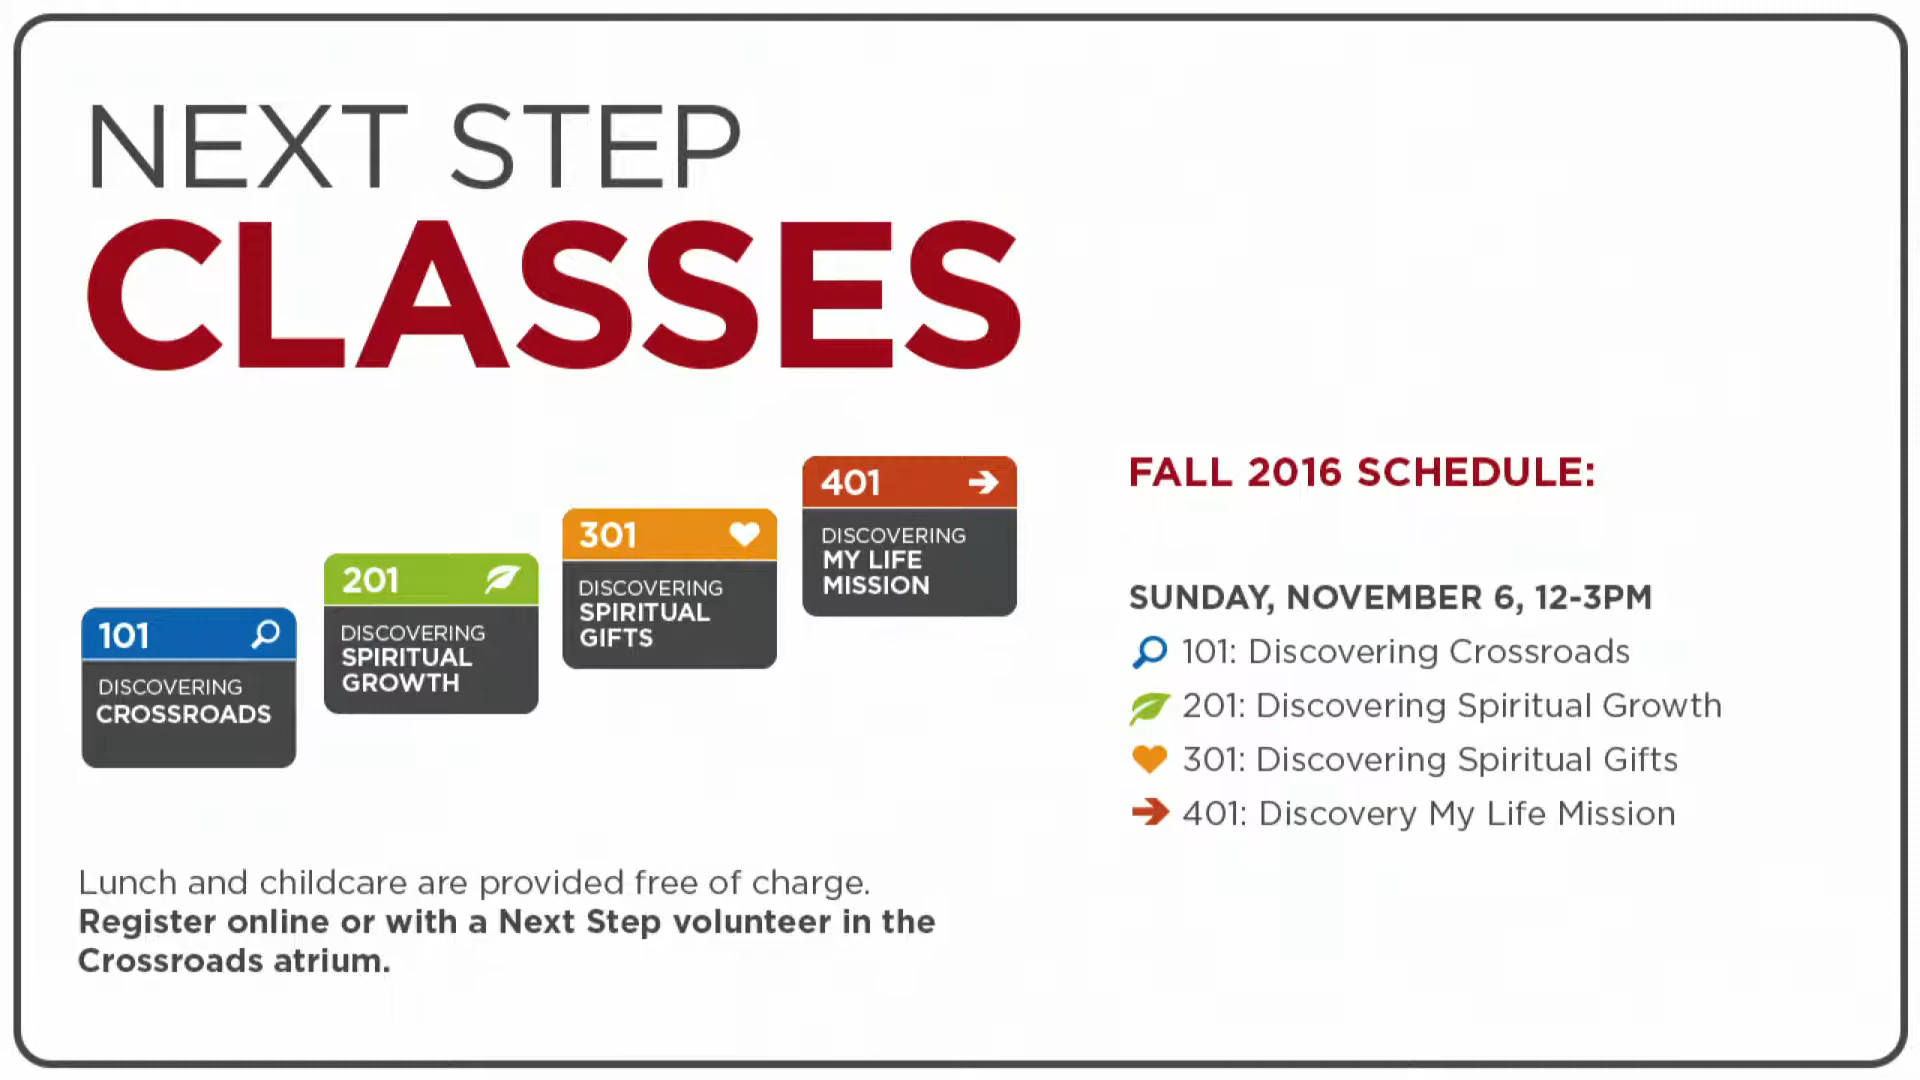 NEXT STEP
CLASSES
101
DISCOVERING
CROSSROADS
201
DISCOVERING
SPIRITUAL
GROWTH
301
DISCOVERING
SPIRITUAL
GIFTS
401
DISCOVERING
MY LIFE
MISSION
Lunch and childcare are provided free of charge.
Register online or with a Next Step volunteer in the
Crossroads atrium.
FALL 2016 SCHEDULE:
SUNDAY, NOVEMBER 6, 12-3PM
101: Discovering Crossroads
201: Discovering Spiritual Growth
301: Discovering Spiritual Gifts
401: Discovery My Life Mission